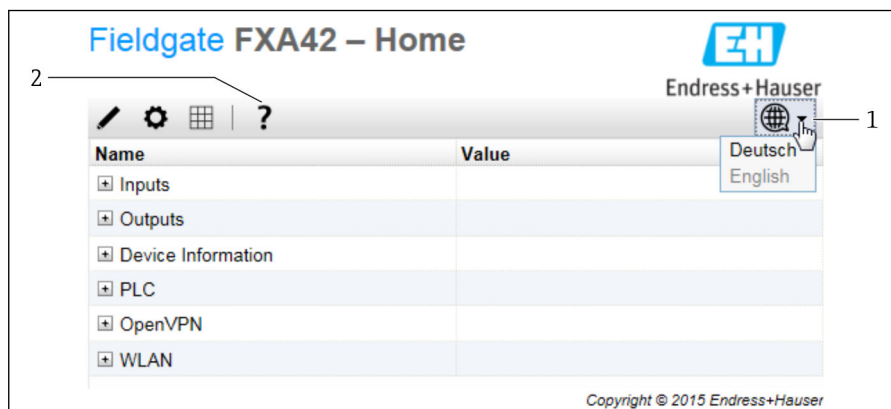 Fieldgate FXA42 – Home
EH
Endress+Hauser
2
?
1
Name Value
Deutsch
English
Inputs
Outputs
Device Information
PLC
OpenVPN
WLAN
Copyright © 2015 Endress+Hauser